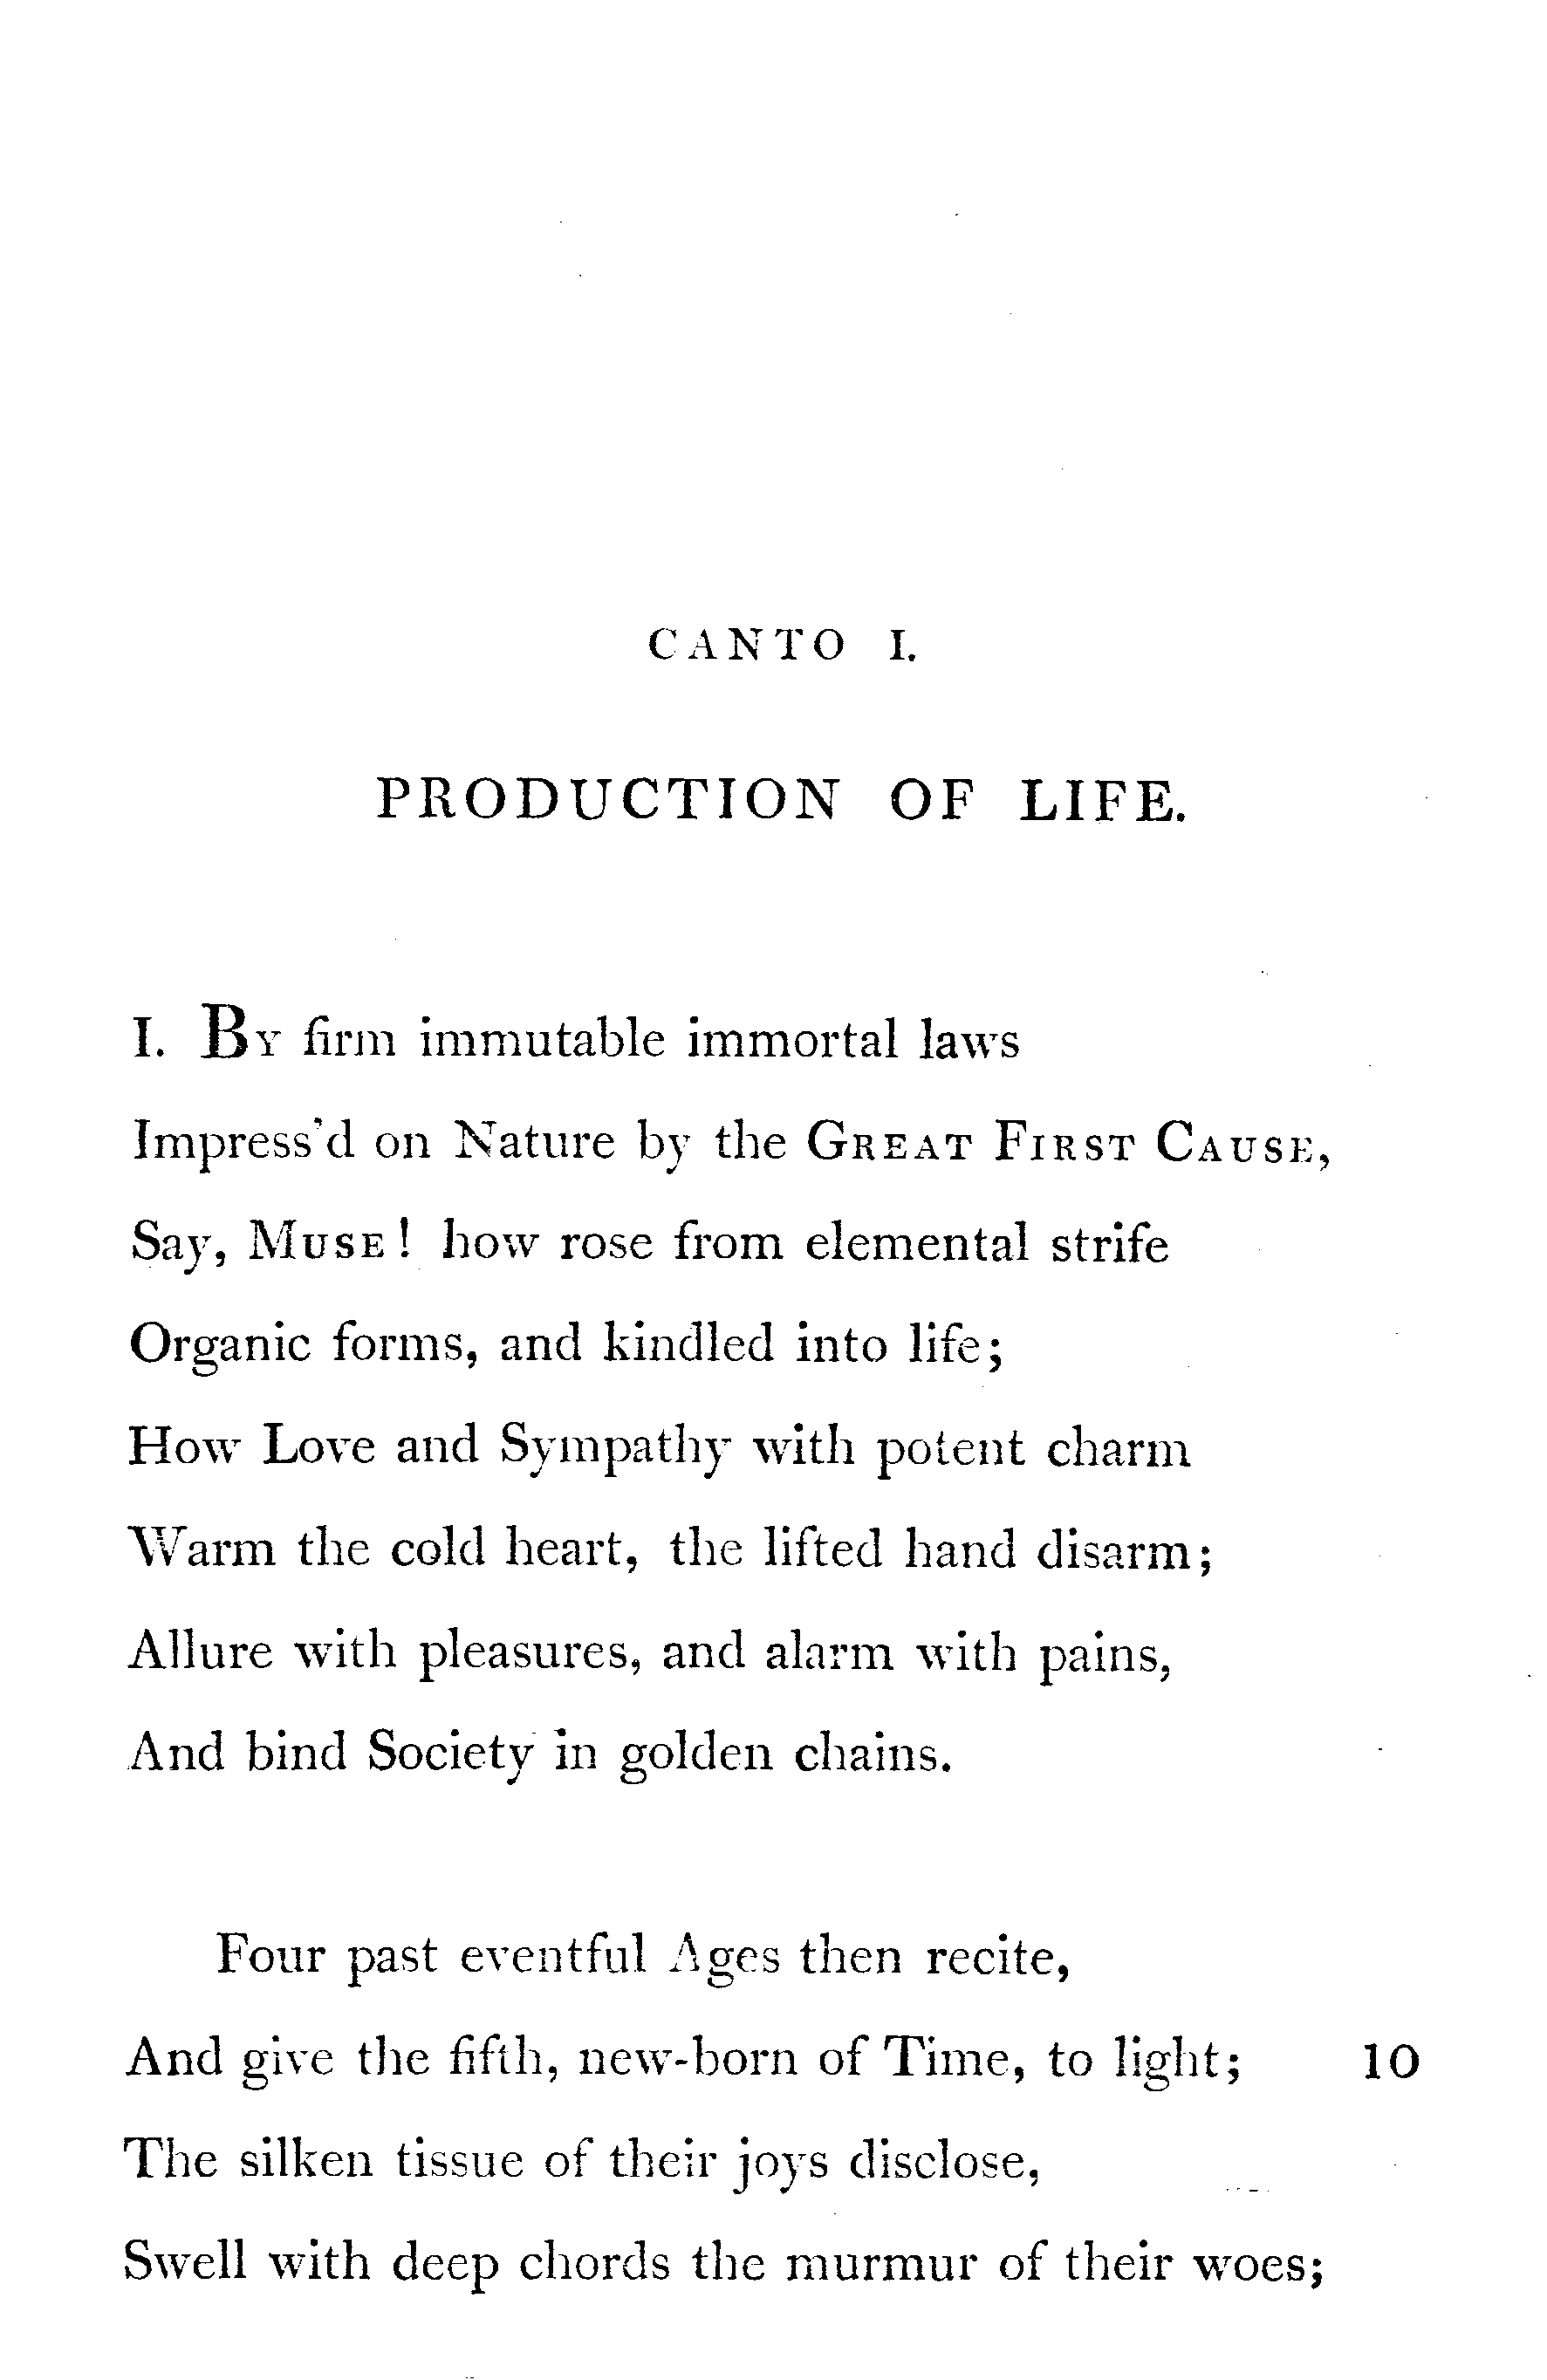 CANTO I.
PRODUCTION OF LIFE.
I. By firm immutable immortal laws
Impress'd on Nature by the Great First Cause,
Say, Muse! how rose from elemental strife
Organic forms, and kindled into life;
How Love and Sympathy with potent charm
Warm the cold heart, the lifted hand disarm;
Allure with pleasures, and alarm with pains,
And bind Society in golden chains.
Four past eventful Ages then recite,
And give the fifth, new-born of Time, to light; 10
The silken tissue of their joys disclose,
Swell with deep chords the murmur of their woes;